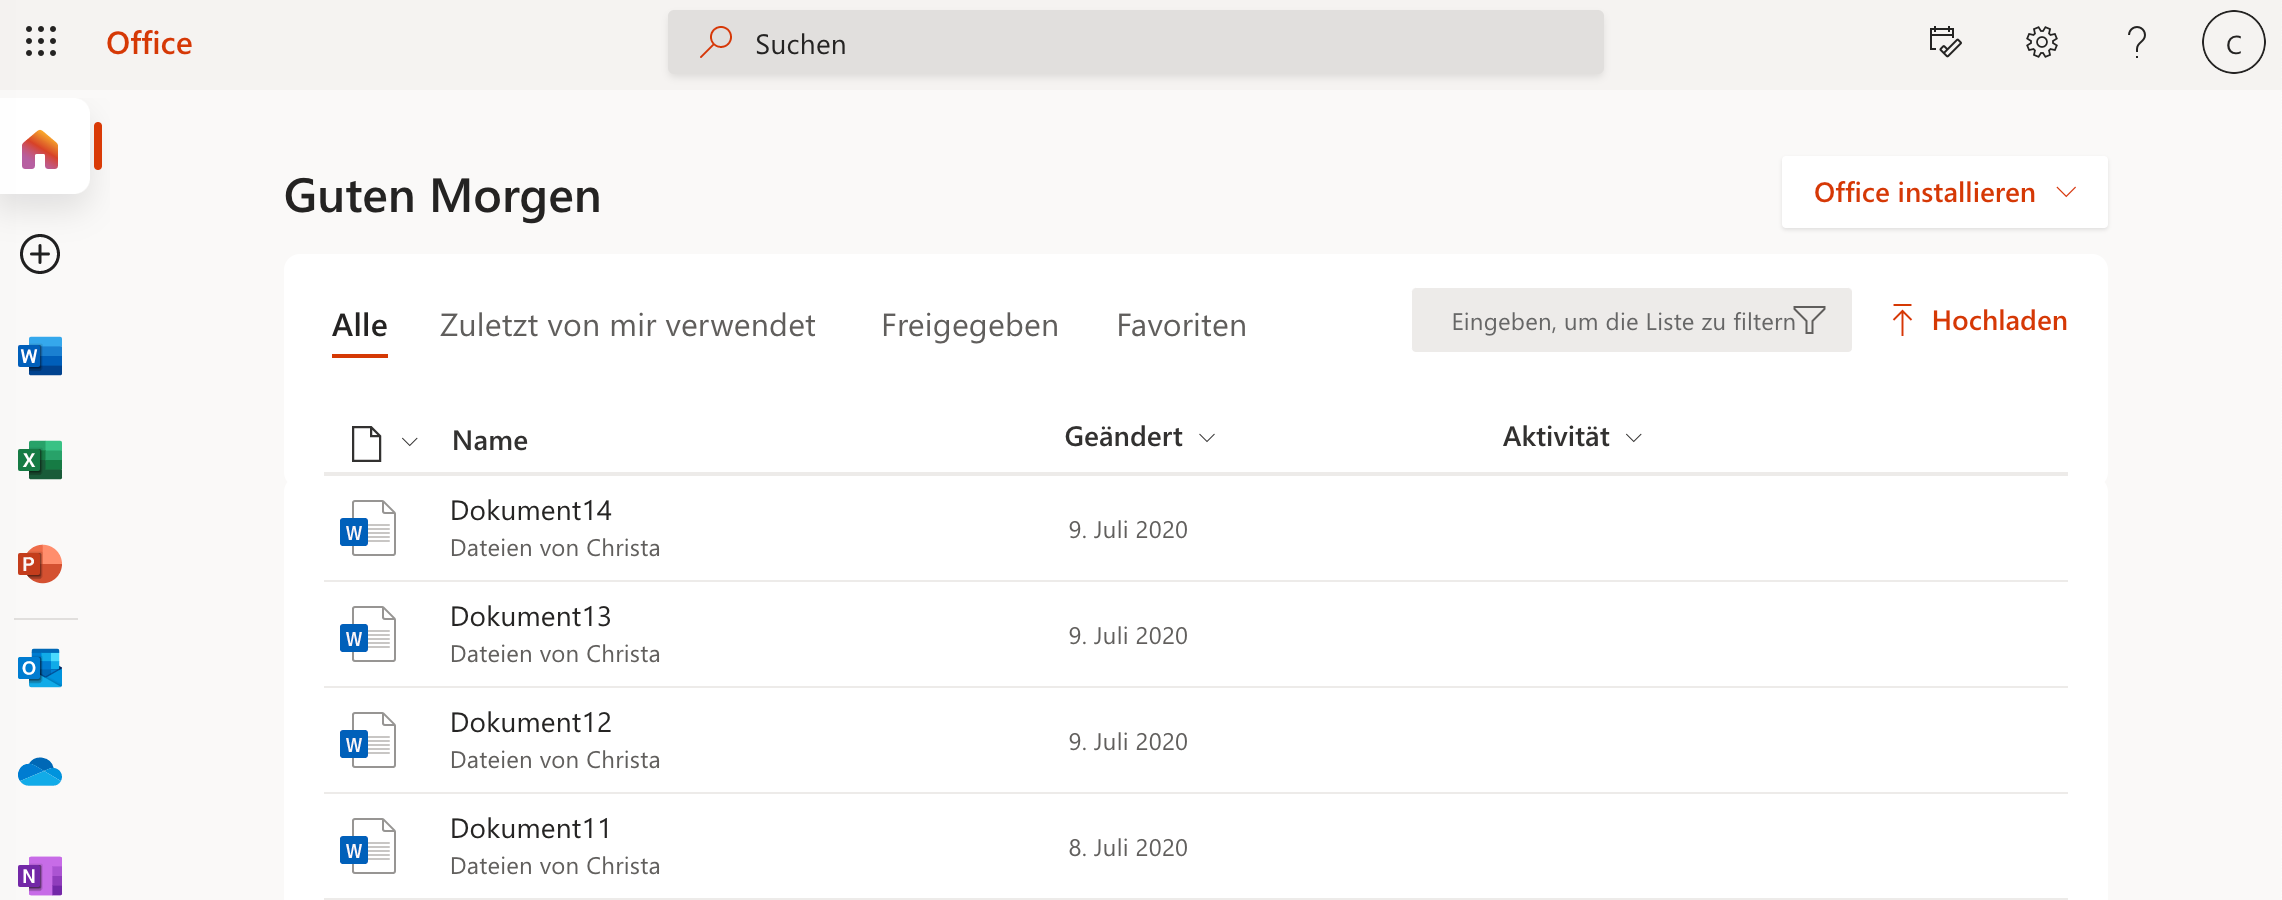 Office
Suchen
C
Guten Morgen
Office installieren
Alle
Zuletzt von mir verwendet
Freigegeben
Favoriten
Eingeben, um die Liste zu filtern
Hochladen
Name
Geändert
Aktivität
W
X
P
O
N
W
Dokument14
Dateien von Christa
9. Juli 2020
W
Dokument13
Dateien von Christa
9. Juli 2020
W
Dokument12
Dateien von Christa
9. Juli 2020
W
Dokument11
Dateien von Christa
8. Juli 2020